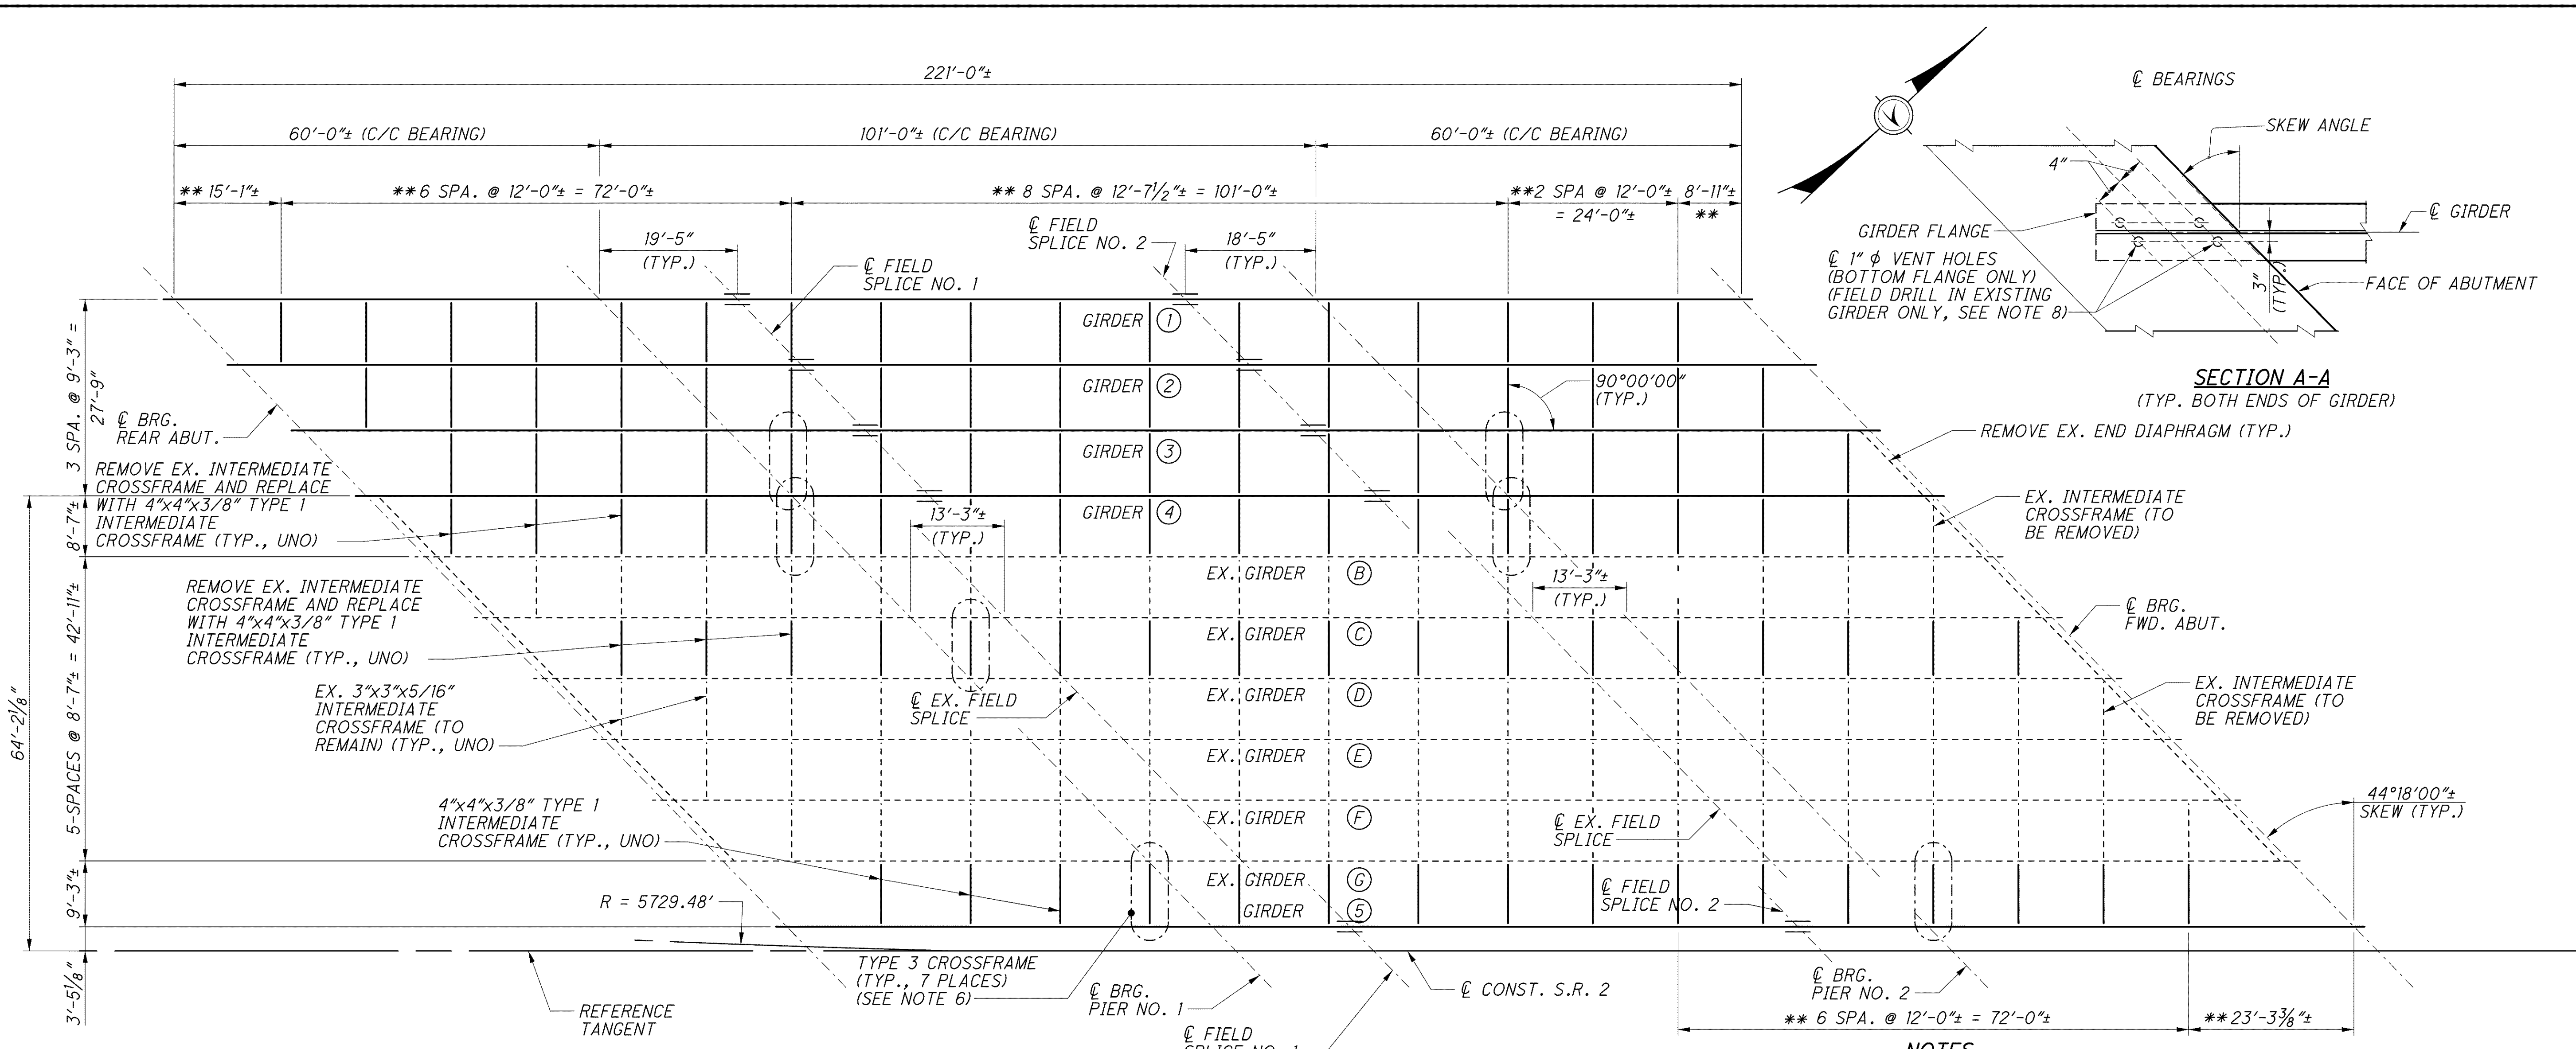 221'-0"±
60'-0"± (C/C BEARING)
101'-0"± (C/C BEARING)
60'-0"± (C/C BEARING)
** 15'-1"±
** 6 SPA. @ 12'-0"± = 72'-0"±
** 8 SPA. @ 12'-7½"± = 101'-0"±
**2 SPA @ 12'-0"±
= 24'-0"±
8'-11"±
**
19'-5"
(TYP.)
℄ FIELD
SPLICE NO. 1
℄ FIELD
SPLICE NO. 2
18'-5"
(TYP.)
℄ BEARINGS
SKEW ANGLE
4"
℄ GIRDER
GIRDER FLANGE
℄ 1" φ VENT HOLES
(BOTTOM FLANGE ONLY)
(FIELD DRILL IN EXISTING
GIRDER ONLY, SEE NOTE 8)
3"
(TYP.)
FACE OF ABUTMENT
SECTION A-A
(TYP. BOTH ENDS OF GIRDER)
3 SPA. @ 9'-3" =
27'-9"
8'-7"±
5-SPACES @ 8'-7"± = 42'-11"±
9'-3"±
64'-2⅛"
3'-5⅛"
℄ BRG.
REAR ABUT.
GIRDER 1
GIRDER 2
GIRDER 3
GIRDER 4
90°00'00"
(TYP.)
REMOVE EX. END DIAPHRAGM (TYP.)
REMOVE EX. INTERMEDIATE
CROSSFRAME AND REPLACE
WITH 4"x4"x3/8" TYPE 1
INTERMEDIATE
CROSSFRAME (TYP., UNO)
13'-3"±
(TYP.)
EX. INTERMEDIATE
CROSSFRAME (TO
BE REMOVED)
EX. GIRDER B
13'-3"±
(TYP.)
REMOVE EX. INTERMEDIATE
CROSSFRAME AND REPLACE
WITH 4"x4"x3/8" TYPE 1
INTERMEDIATE
CROSSFRAME (TYP., UNO)
EX. GIRDER C
℄ BRG.
FWD. ABUT.
EX. 3"x3"x5/16"
INTERMEDIATE
CROSSFRAME (TO
REMAIN) (TYP., UNO)
℄ EX. FIELD
SPLICE
EX. GIRDER D
EX. INTERMEDIATE
CROSSFRAME (TO
BE REMOVED)
EX. GIRDER E
4"x4"x3/8" TYPE 1
INTERMEDIATE
CROSSFRAME (TYP., UNO)
EX. GIRDER F
℄ EX. FIELD
SPLICE
44°18'00"±
SKEW (TYP.)
R = 5729.48'
EX. GIRDER G
GIRDER 5
℄ FIELD
SPLICE NO. 2
REFERENCE
TANGENT
TYPE 3 CROSSFRAME
(TYP., 7 PLACES)
(SEE NOTE 6)
℄ BRG.
PIER NO. 1
℄ CONST. S.R. 2
℄ BRG.
PIER NO. 2
℄ FIELD
SPLICE NO. 1
** 6 SPA. @ 12'-0"± = 72'-0"±
** 23'-3⅜"±
NOTES